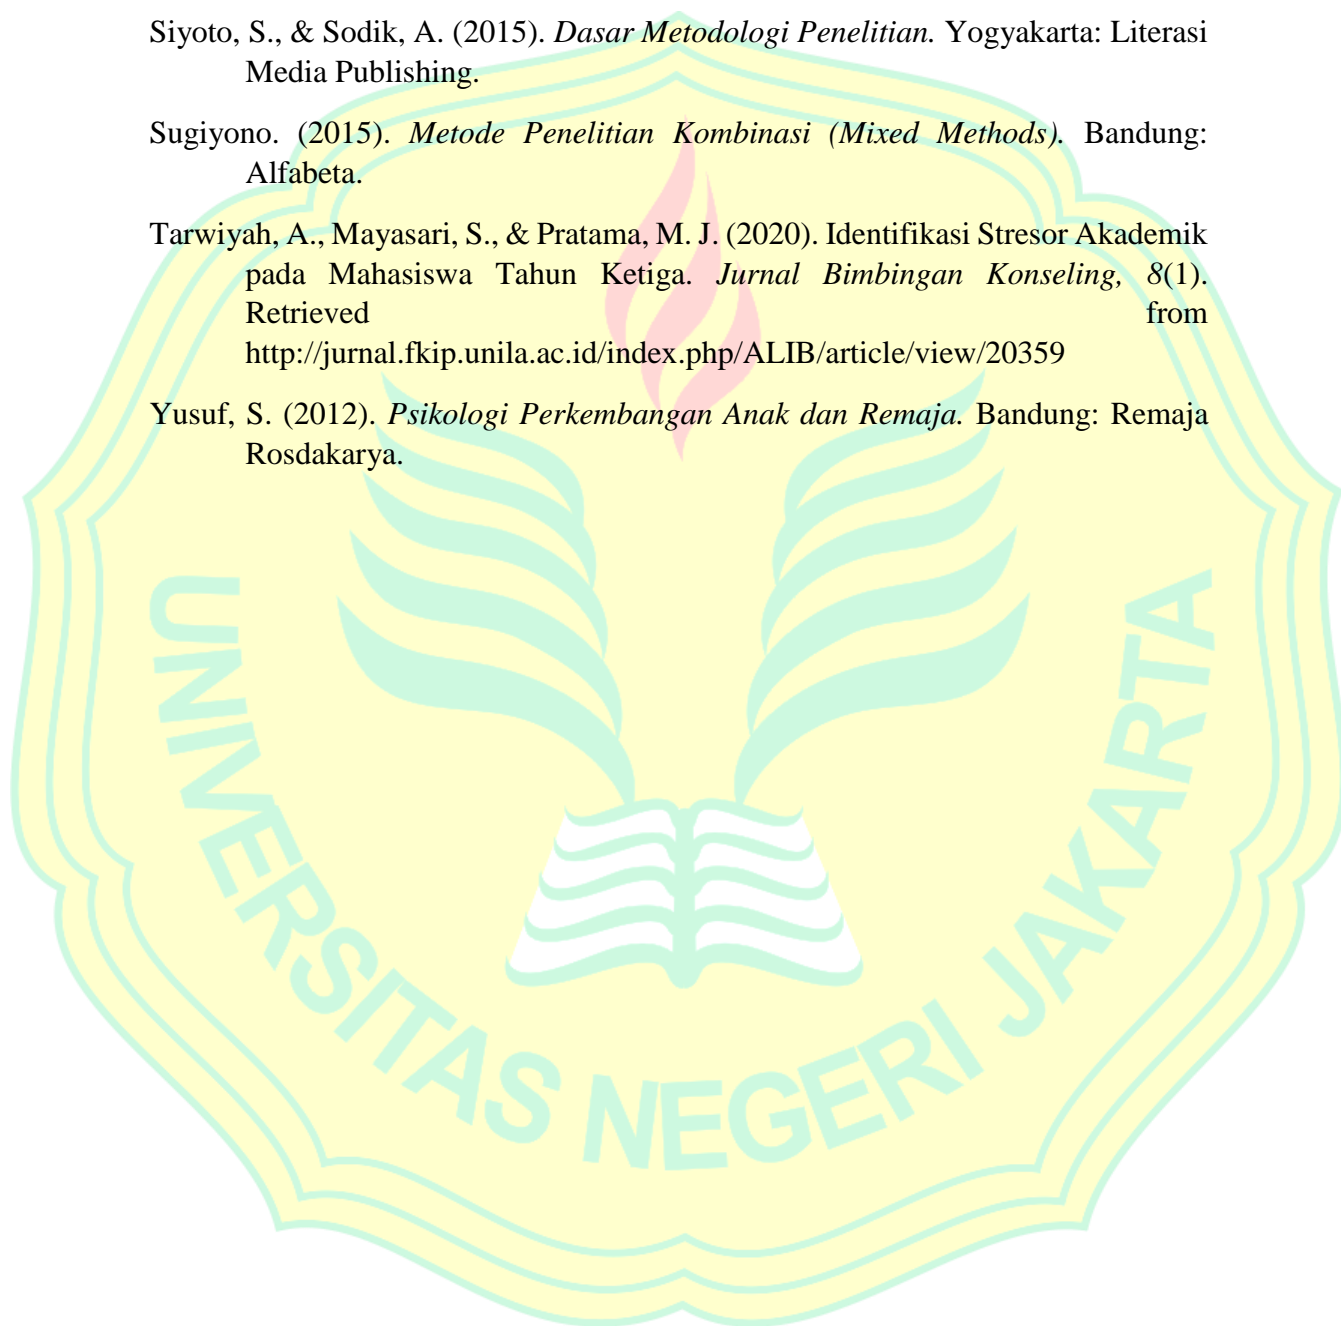 Siyoto, S., & Sodik, A. (2015). Dasar Metodologi Penelitian. Yogyakarta: Literasi
Media Publishing.
Sugiyono. (2015). Metode Penelitian Kombinasi (Mixed Methods). Bandung:
Alfabeta.
Tarwiyah, A., Mayasari, S., & Pratama, M. J. (2020). Identifikasi Stresor Akademik
pada Mahasiswa Tahun Ketiga. Jurnal Bimbingan Konseling, 8(1).
Retrieved from
http://jurnal.fkip.unila.ac.id/index.php/ALIB/article/view/20359
Yusuf, S. (2012). Psikologi Perkembangan Anak dan Remaja. Bandung: Remaja
Rosdakarya.
UNIVERSITAS NEGERI JAKARTA